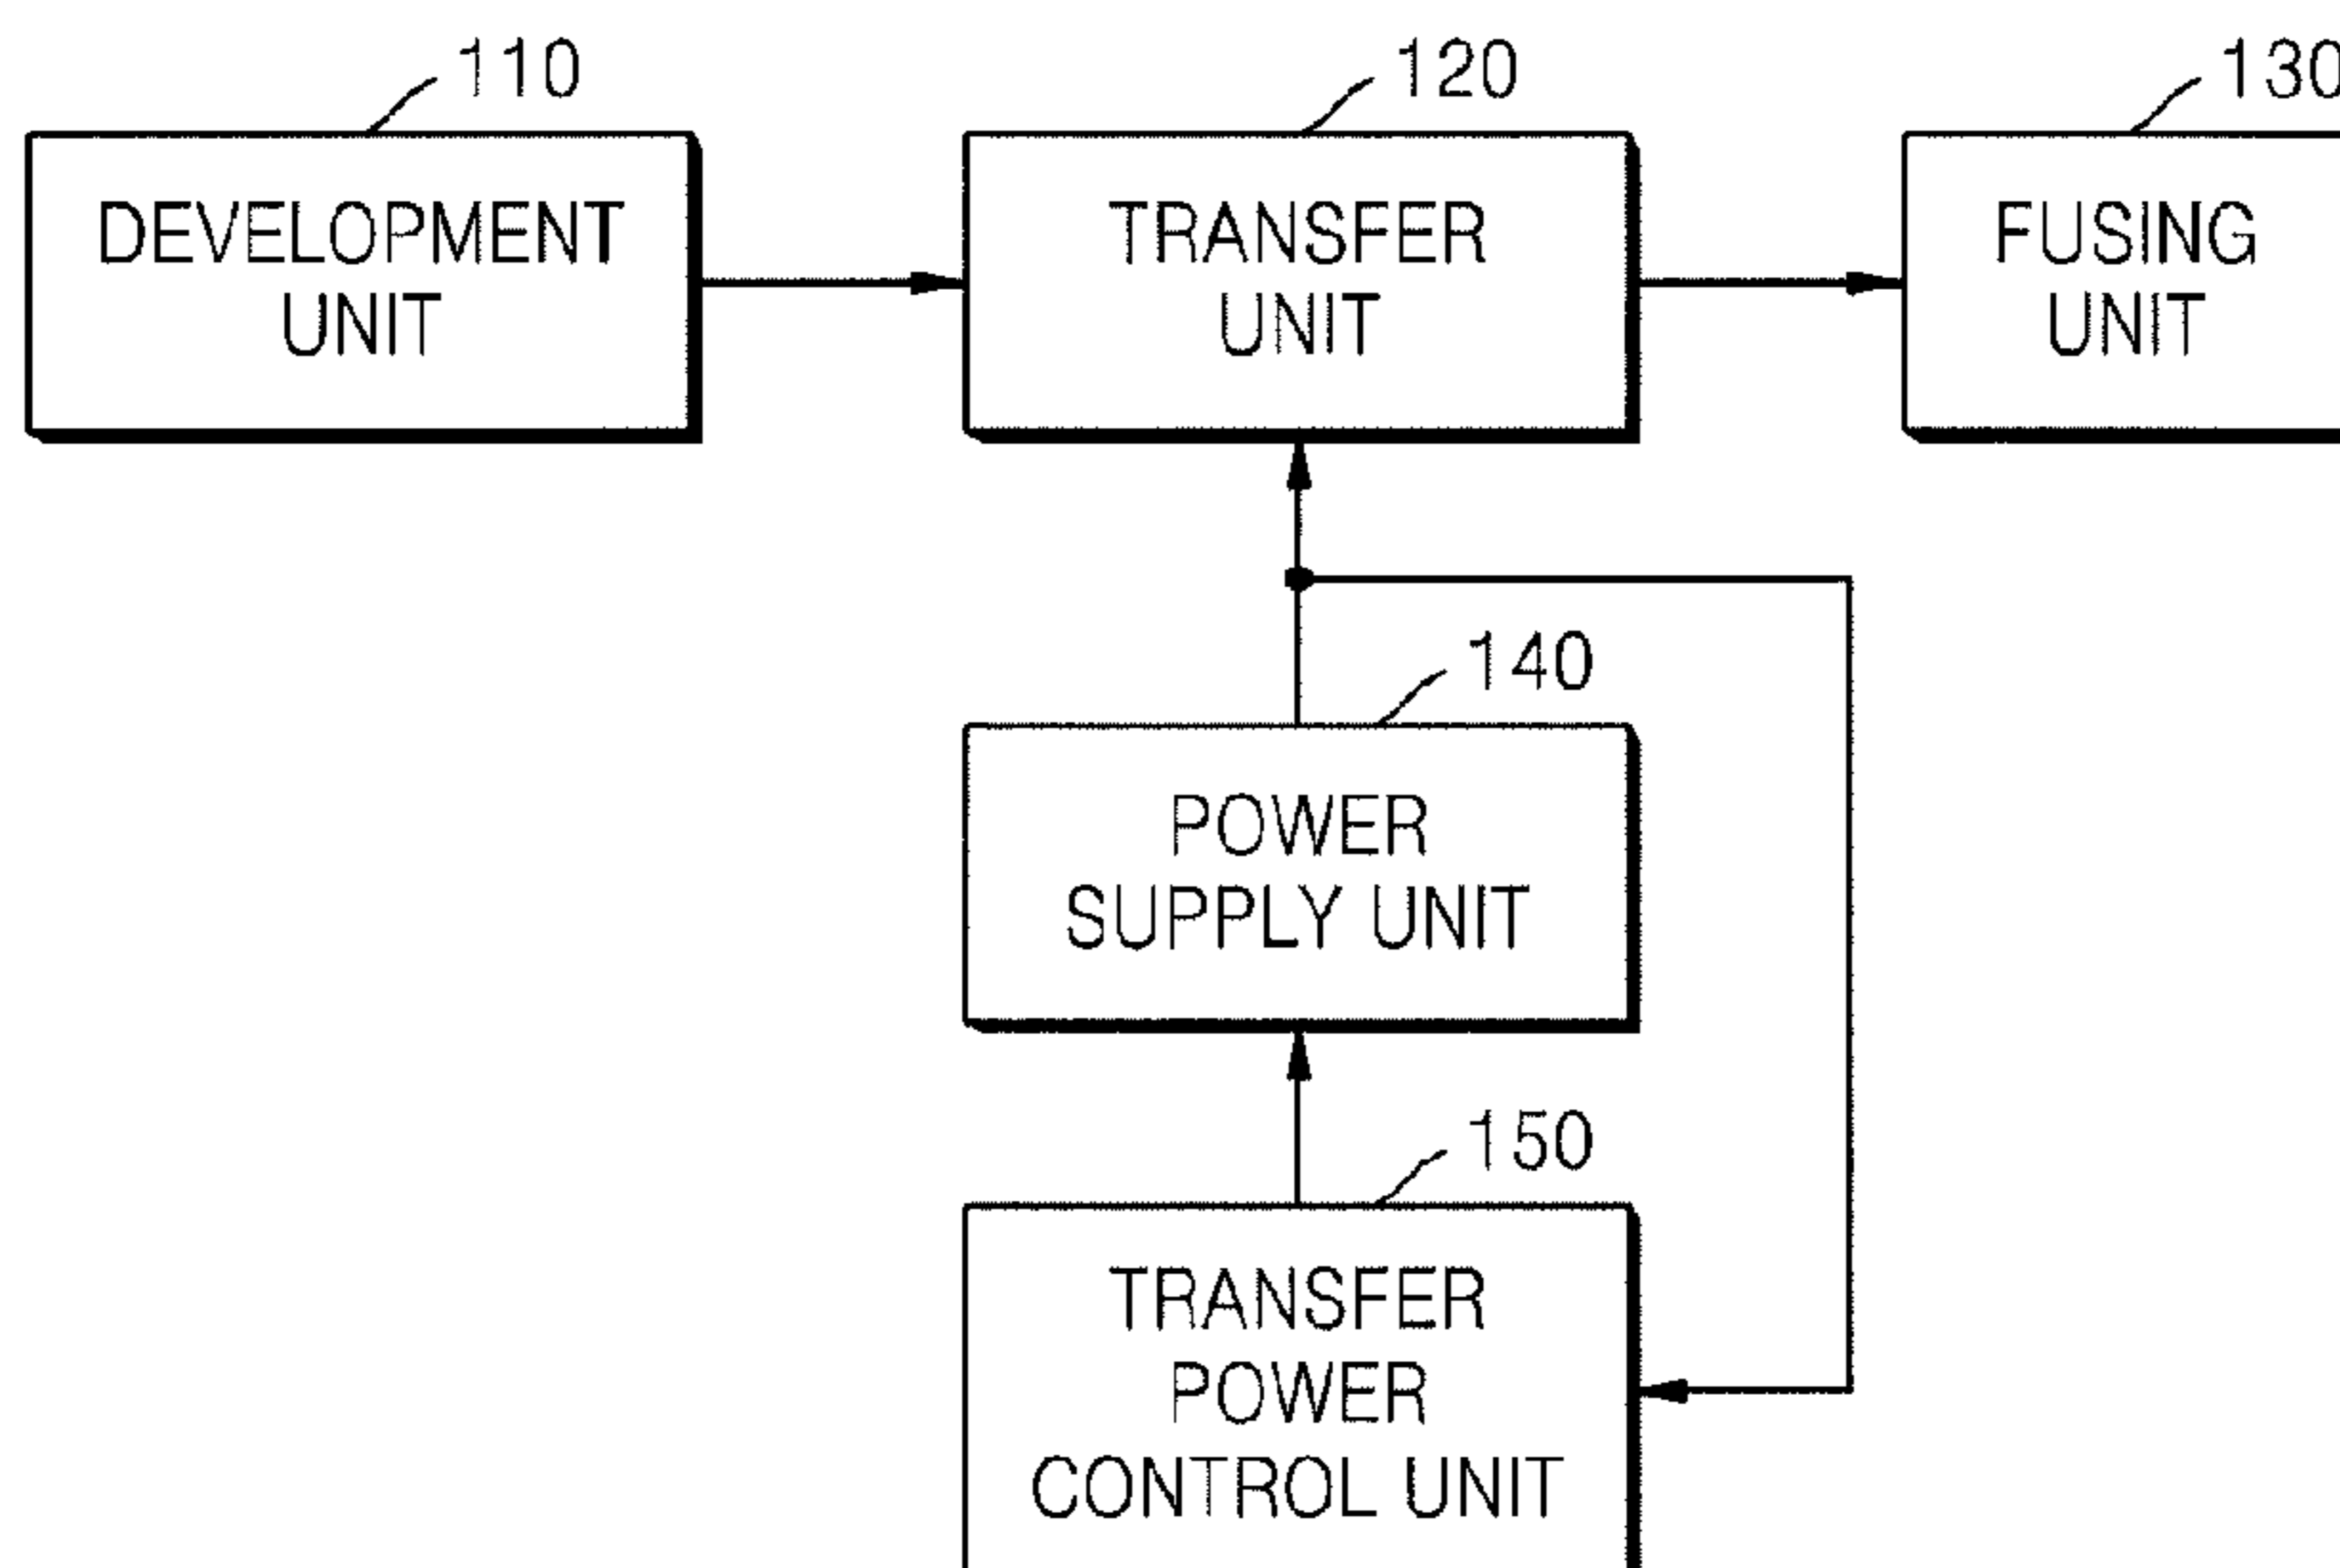 110
120
130
DEVELOPMENT
UNIT
TRANSFER
UNIT
FUSING
UNIT
140
POWER
SUPPLY UNIT
150
TRANSFER
POWER
CONTROL UNIT